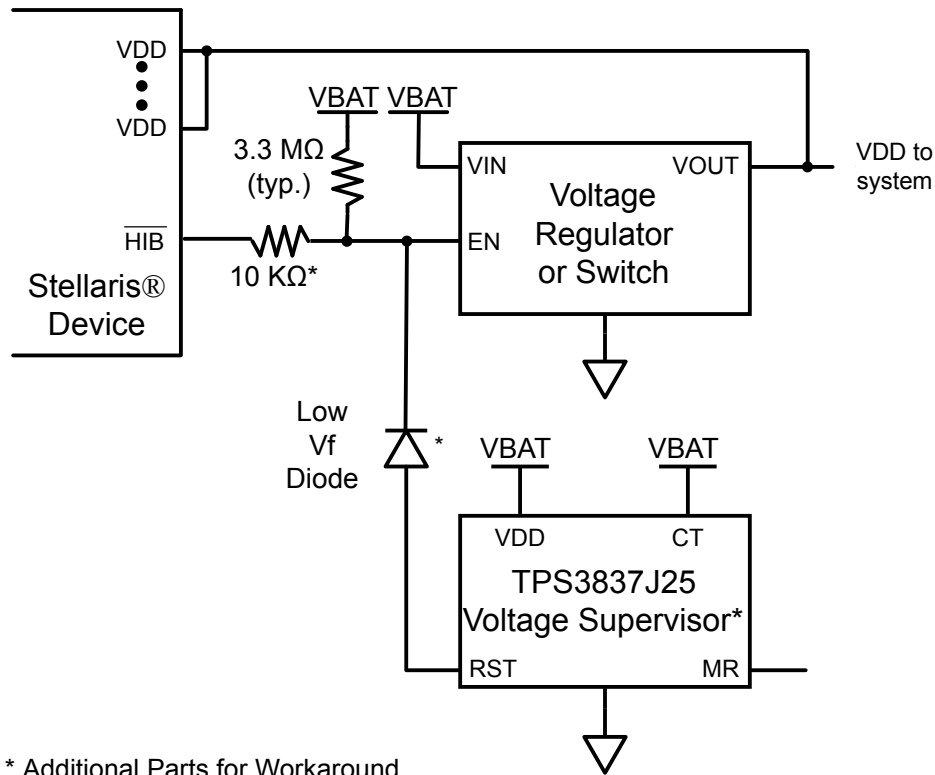 VDD
VDD
HIB
Stellaris®
Device
3.3 MΩ
(typ.)
VBAT
VBAT
10 KΩ*
VIN
VOUT
EN
Voltage
Regulator
or Switch
VDD to
system
Low
Vf
Diode
*
VBAT
VBAT
VDD
CT
TPS3837J25
Voltage Supervisor*
RST
MR
* Additional Parts for Workaround